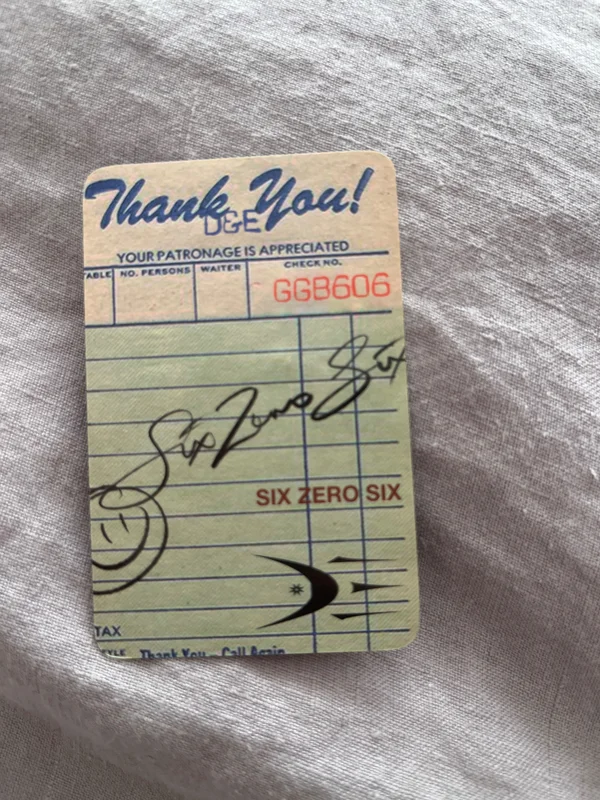 Thank You!
D&E
YOUR PATRONAGE IS APPRECIATED
TABLE NO. PERSONS WAITER CHECK NO.
GGB606
Six Zero Six
SIX ZERO SIX
TAX
Thank You – Call Again